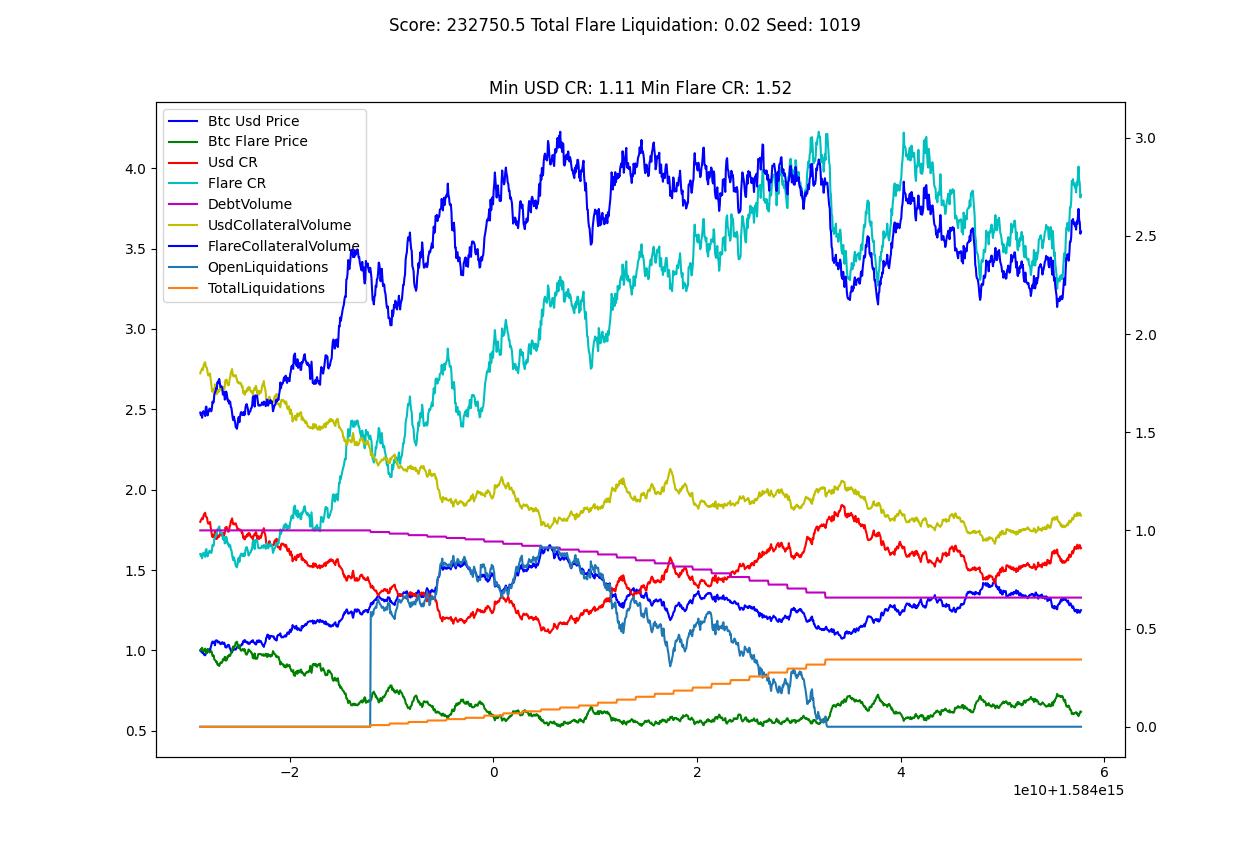 Score: 232750.5 Total Flare Liquidation: 0.02 Seed: 1019
Min USD CR: 1.11 Min Flare CR: 1.52
Btc Usd Price
Btc Flare Price
Usd CR
Flare CR
DebtVolume
UsdCollateralVolume
FlareCollateralVolume
OpenLiquidations
TotalLiquidations
4.0
3.5
3.0
2.5
2.0
1.5
1.0
0.5
3.0
2.5
2.0
1.5
1.0
0.5
0.0
−2
0
2
4
6
1e10+1.584e15